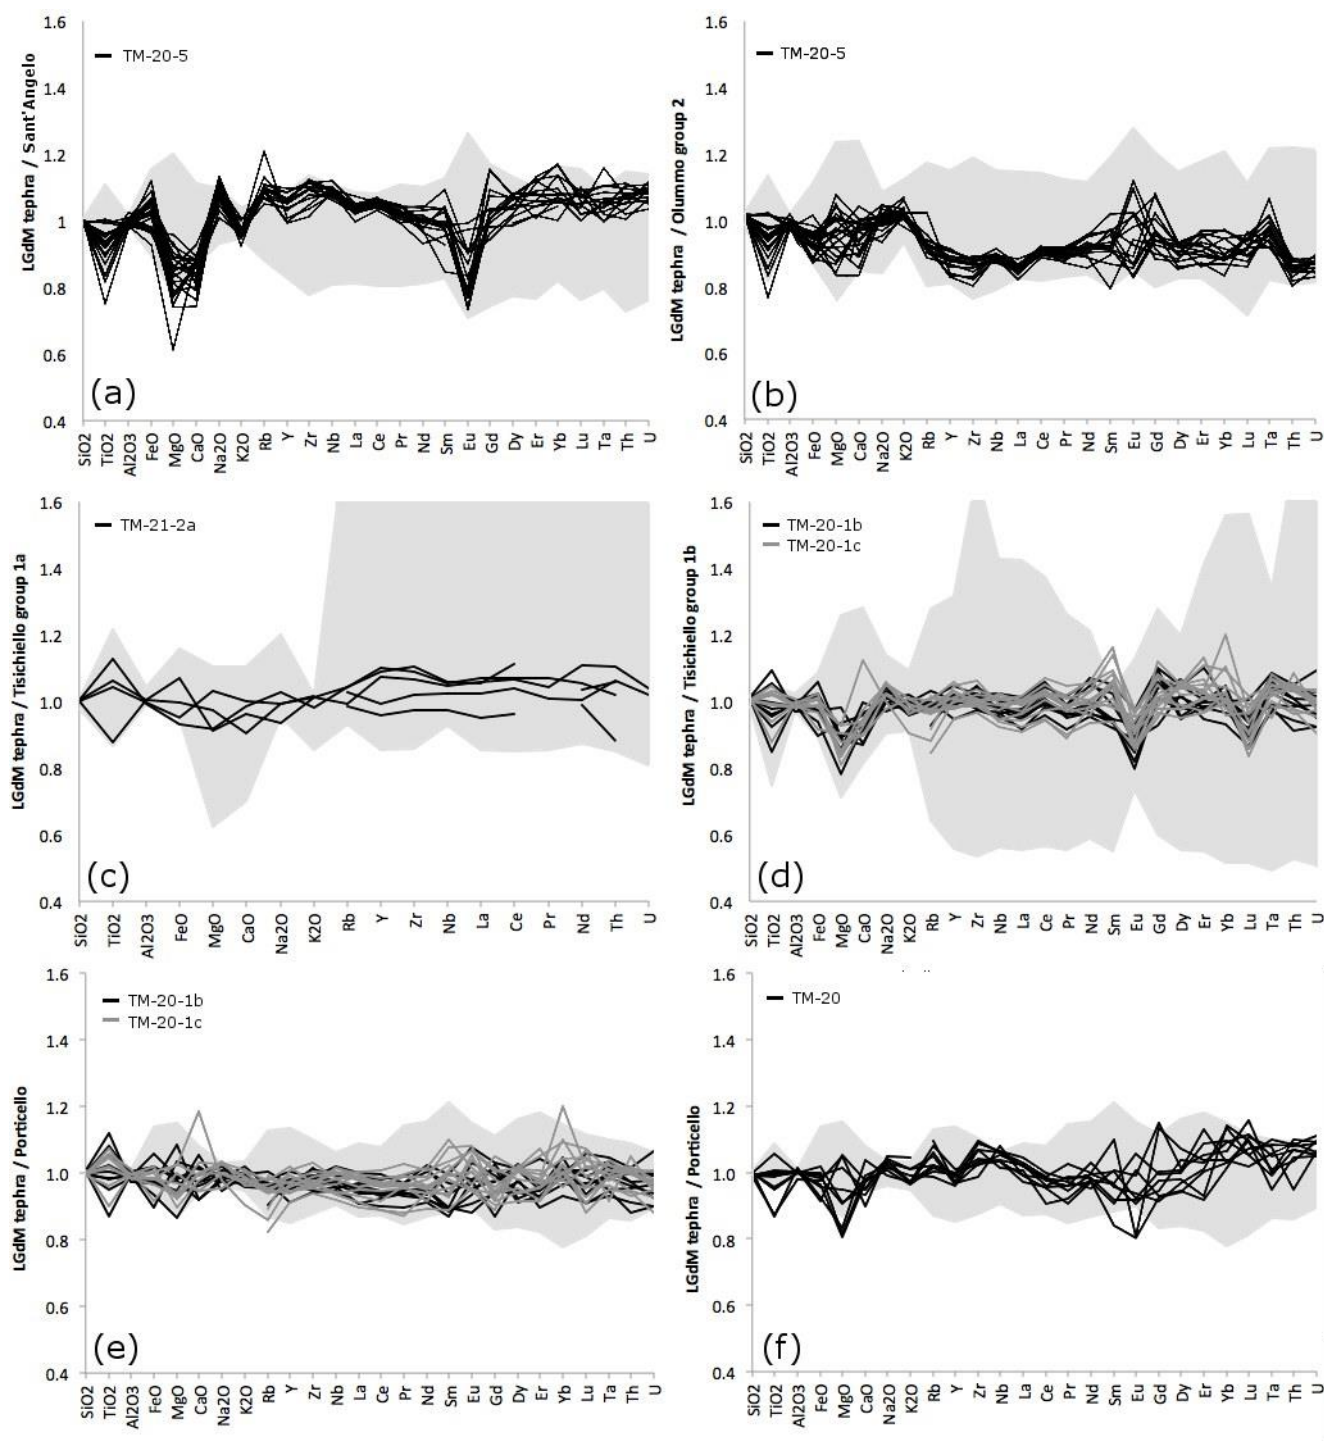 1.6
1.4
1.2
1
0.8
0.6
0.4
LGdM tephra / Sant'Angelo
TM-20-5
(a)
SiO2 TiO2 Al2O3 FeO MgO CaO Na2O K2O Rb Y Zr Nb La Ce Pr Nd Sm Eu Gd Dy Er Yb Lu Ta Th U
1.6
1.4
1.2
1.0
0.8
0.6
0.4
LGdM tephra / Olummo group 2
TM-20-5
(b)
SiO2 TiO2 Al2O3 FeO MgO CaO Na2O K2O Rb Y Zr Nb La Ce Pr Nd Sm Eu Gd Dy Er Yb Lu Ta Th U
1.6
1.4
1.2
1.0
0.8
0.6
0.4
LGdM tephra / Tisichiello group 1a
TM-21-2a
(c)
SiO2 TiO2 Al2O3 FeO MgO CaO Na2O K2O Rb Y Zr Nb La Ce Pr Nd Th U
1.6
1.4
1.2
1.0
0.8
0.6
0.4
LGdM tephra / Tisichiello group 1b
TM-20-1b
TM-20-1c
(d)
SiO2 TiO2 Al2O3 FeO MgO CaO Na2O K2O Rb Y Zr Nb La Ce Pr Nd Sm Eu Gd Dy Er Yb Lu Ta Th U
1.6
1.4
1.2
1.0
0.8
0.6
0.4
LGdM tephra / Porticello
TM-20-1b
TM-20-1c
(e)
SiO2 TiO2 Al2O3 FeO MgO CaO Na2O K2O Rb Y Zr Nb La Ce Pr Nd Sm Eu Gd Dy Er Yb Lu Ta Th U
1.6
1.4
1.2
1.0
0.8
0.6
0.4
LGdM tephra / Porticello
TM-20
(f)
SiO2 TiO2 Al2O3 FeO MgO CaO Na2O K2O Rb Y Zr Nb La Ce Pr Nd Sm Eu Gd Dy Er Yb Lu Ta Th U